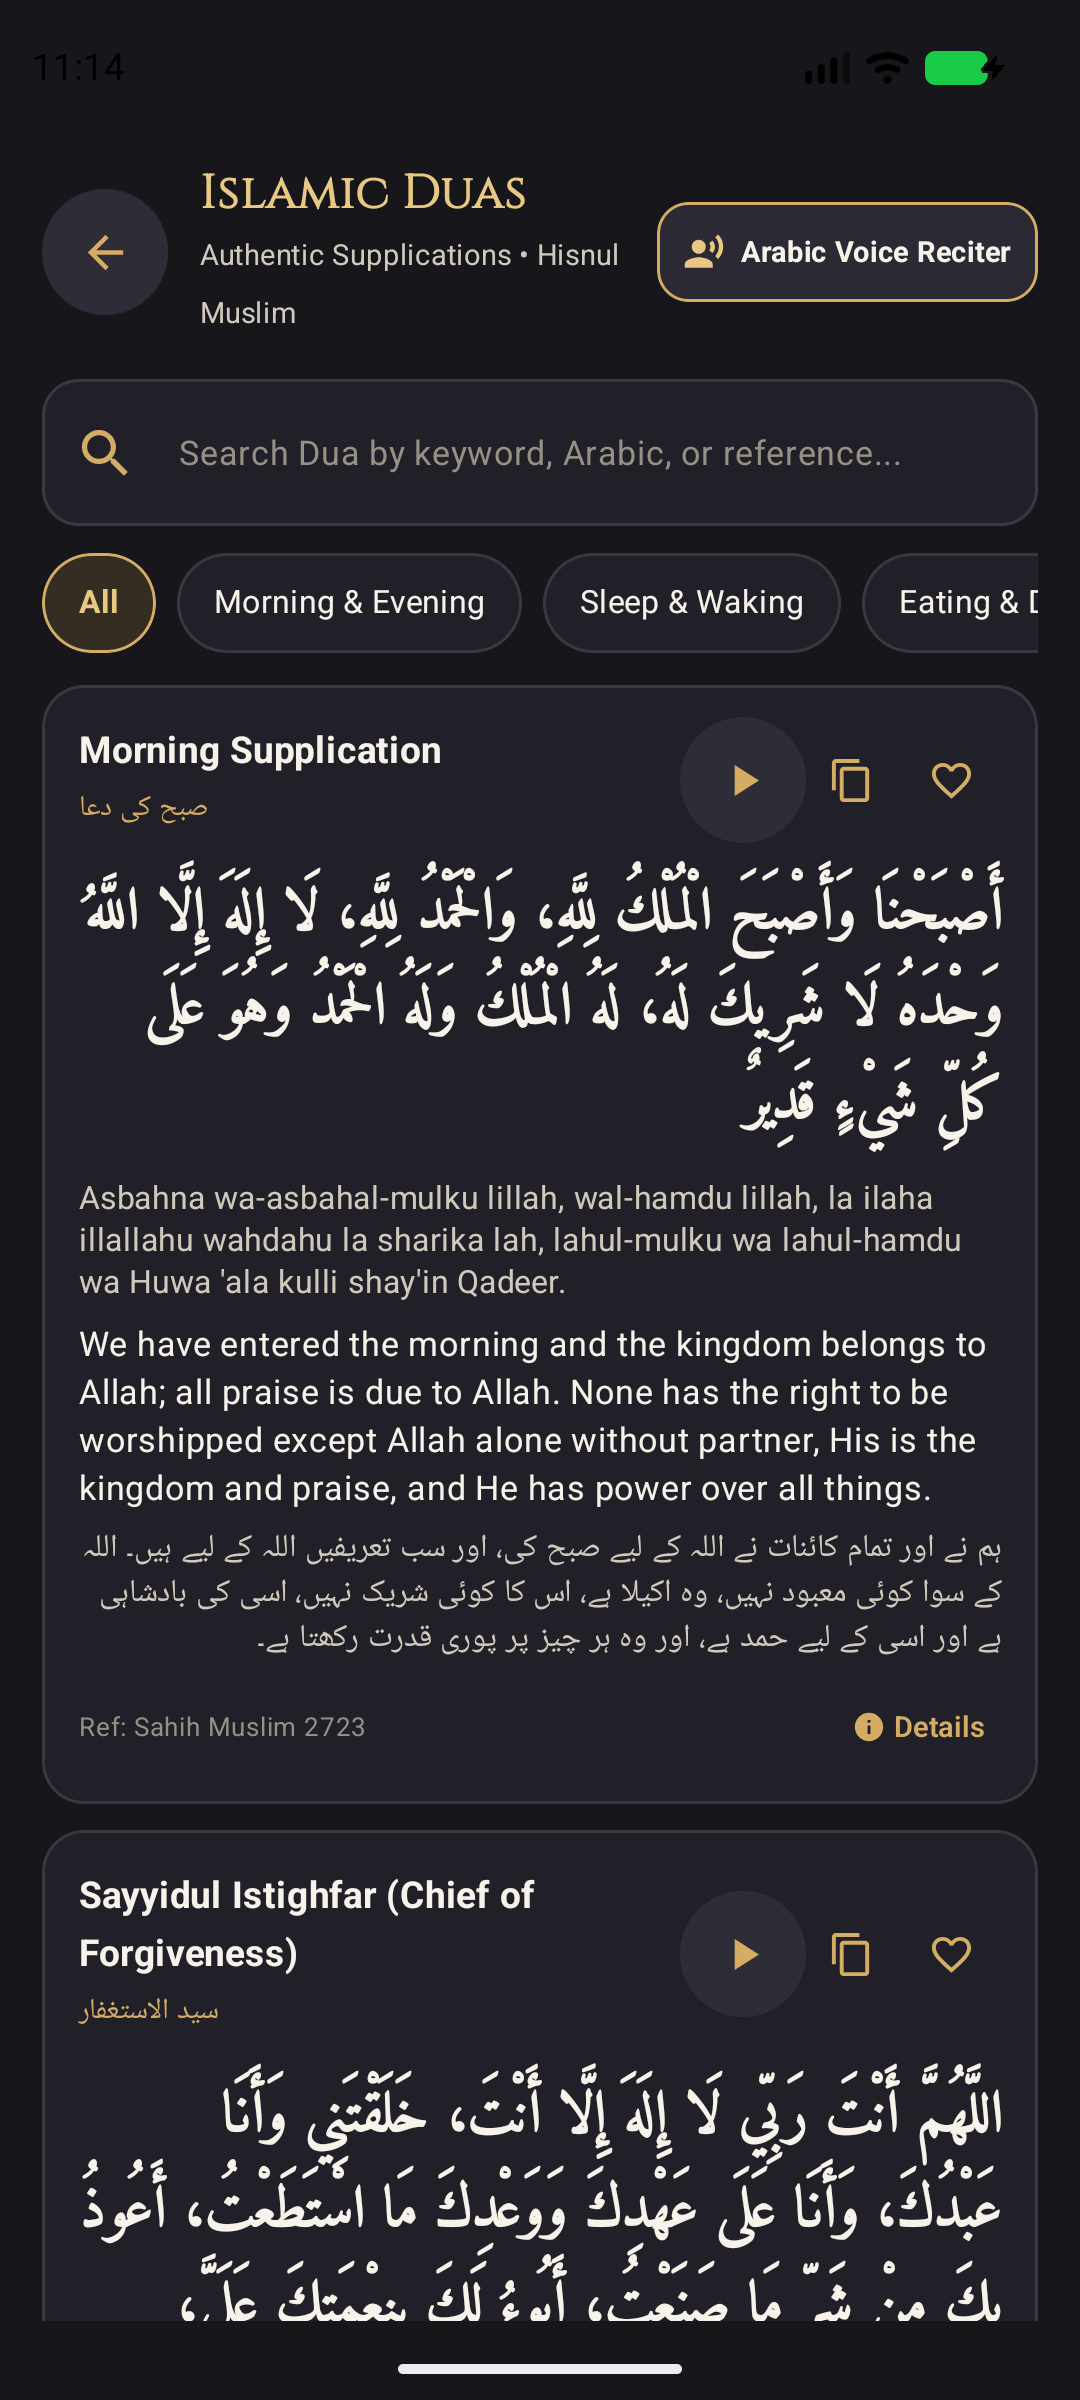 11:14
Islamic Duas
Authentic Supplications • Hisnul
Muslim
Arabic Voice Reciter
Search Dua by keyword, Arabic, or reference...
All
Morning & Evening
Sleep & Waking
Eating & D
Morning Supplication
صبح کی دعا
أَصْبَحْنَا وَأَصْبَحَ الْمُلْكُ لِلَّهِ، وَالْحَمْدُ لِلَّهِ، لَا إِلَهَ إِلَّا اللَّهُ
وَحْدَهُ لَا شَرِيكَ لَهُ، لَهُ الْمُلْكُ وَلَهُ الْحَمْدُ وَهُوَ عَلَى
كُلِّ شَيْءٍ قَدِيرٌ
Asbahna wa-asbahal-mulku lillah, wal-hamdu lillah, la ilaha
illallahu wahdahu la sharika lah, lahul-mulku wa lahul-hamdu
wa Huwa 'ala kulli shay'in Qadeer.
We have entered the morning and the kingdom belongs to
Allah; all praise is due to Allah. None has the right to be
worshipped except Allah alone without partner, His is the
kingdom and praise, and He has power over all things.
ہم نے اور تمام کائنات نے اللہ کے لیے صبح کی، اور سب تعریفیں اللہ کے لیے ہیں۔ اللہ
کے سوا کوئی معبود نہیں، وہ اکیلا ہے، اس کا کوئی شریک نہیں، اسی کی بادشاہی
ہے اور اسی کے لیے حمد ہے، اور وہ ہر چیز پر پوری قدرت رکھتا ہے۔
Ref: Sahih Muslim 2723
Details
Sayyidul Istighfar (Chief of
Forgiveness)
سید الاستغفار
اللَّهُمَّ أَنْتَ رَبِّي لَا إِلَهَ إِلَّا أَنْتَ، خَلَقْتَنِي وَأَنَا
عَبْدُكَ، وَأَنَا عَلَى عَهْدِكَ وَوَعْدِكَ مَا اسْتَطَعْتُ، أَعُوذُ
بِكَ مِنْ شَرِّ مَا صَنَعْتُ، أَبُوءُ لَكَ بِنِعْمَتِكَ عَلَيَّ،